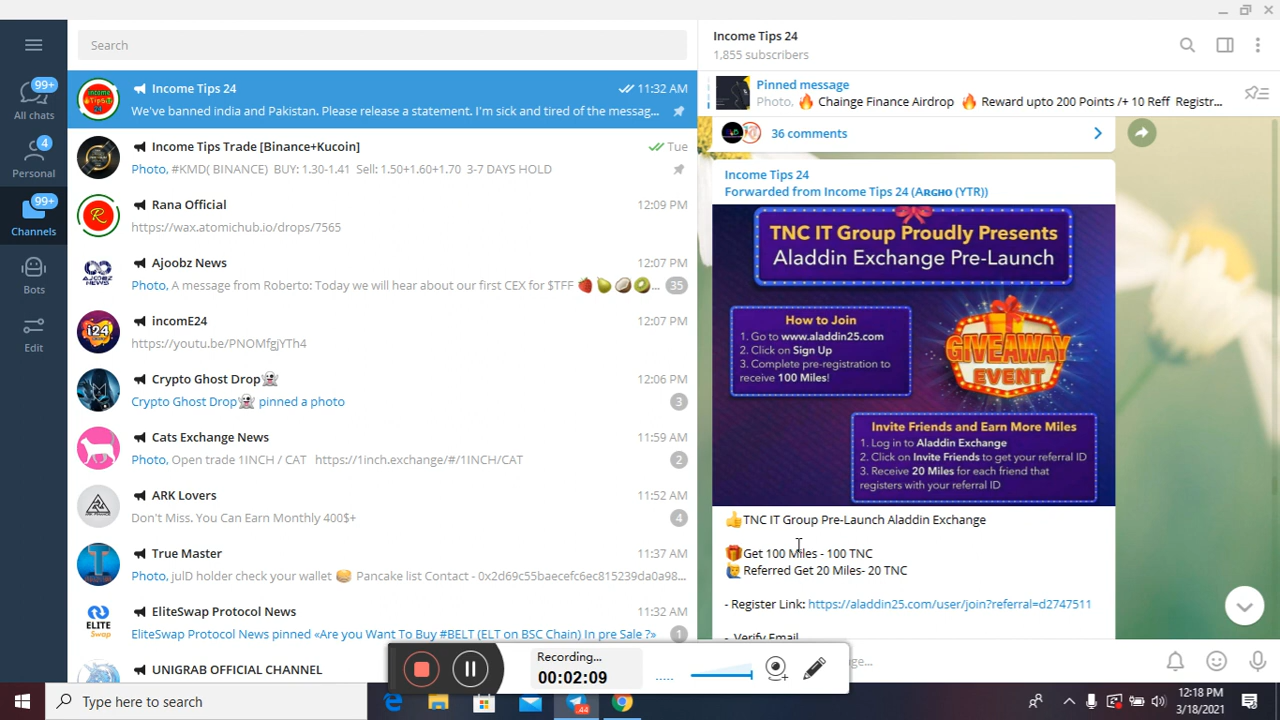 Search
All chats
99+
Personal
4
Channels
99+
Bots
Edit
Income Tips 24
11:32 AM
We've banned india and Pakistan. Please release a statement. I'm sick and tired of the messag...
Income Tips Trade [Binance+Kucoin]
Tue
Photo, #KMD( BINANCE) BUY: 1.30-1.41 Sell: 1.50+1.60+1.70 3-7 DAYS HOLD
Rana Official
12:09 PM
https://wax.atomichub.io/drops/7565
Ajoobz News
12:07 PM
Photo, A message from Roberto: Today we will hear about our first CEX for $TFF 🍓🍐🥥🥝...
35
incomE24
12:07 PM
https://youtu.be/PNOMfgjYTh4
Crypto Ghost Drop👻
12:06 PM
Crypto Ghost Drop👻 pinned a photo
3
Cats Exchange News
11:59 AM
Photo, Open trade 1INCH / CAT https://1inch.exchange/#/1INCH/CAT
2
ARK Lovers
11:52 AM
Don't Miss. You Can Earn Monthly 400$+
4
True Master
11:37 AM
Photo, julD holder check your wallet 🥞 Pancake list Contact - 0x2d69c55baecefc6ec815239da0a98...
EliteSwap Protocol News
11:32 AM
ELITE
Swap
EliteSwap Protocol News pinned «Are you Want To Buy #BELT (ELT on BSC Chain) In pre Sale ?»
1
UNIGRAB OFFICIAL CHANNEL
Income Tips 24
1,855 subscribers
Pinned message
Photo, 🔥 Chainge Finance Airdrop 🔥 Reward upto 200 Points /+ 10 Reff Registr...
36 comments
Income Tips 24
Forwarded from Income Tips 24 (Aʀɢʜᴏ (YTR))
TNC IT Group Proudly Presents
Aladdin Exchange Pre-Launch
How to Join
1. Go to www.aladdin25.com
2. Click on Sign Up
3. Complete pre-registration to
receive 100 Miles!
GIVEAWAY
EVENT
Invite Friends and Earn More Miles
1. Log in to Aladdin Exchange
2. Click on Invite Friends to get your referral ID
3. Receive 20 Miles for each friend that
registers with your referral ID
👍TNC IT Group Pre-Launch Aladdin Exchange
🎁Get 100 Miles - 100 TNC
🙋‍♂️Referred Get 20 Miles- 20 TNC
- Register Link: https://aladdin25.com/user/join?referral=d2747511
- Verify Email
Recording...
00:02:09
Type here to search
12:18 PM
3/18/2021